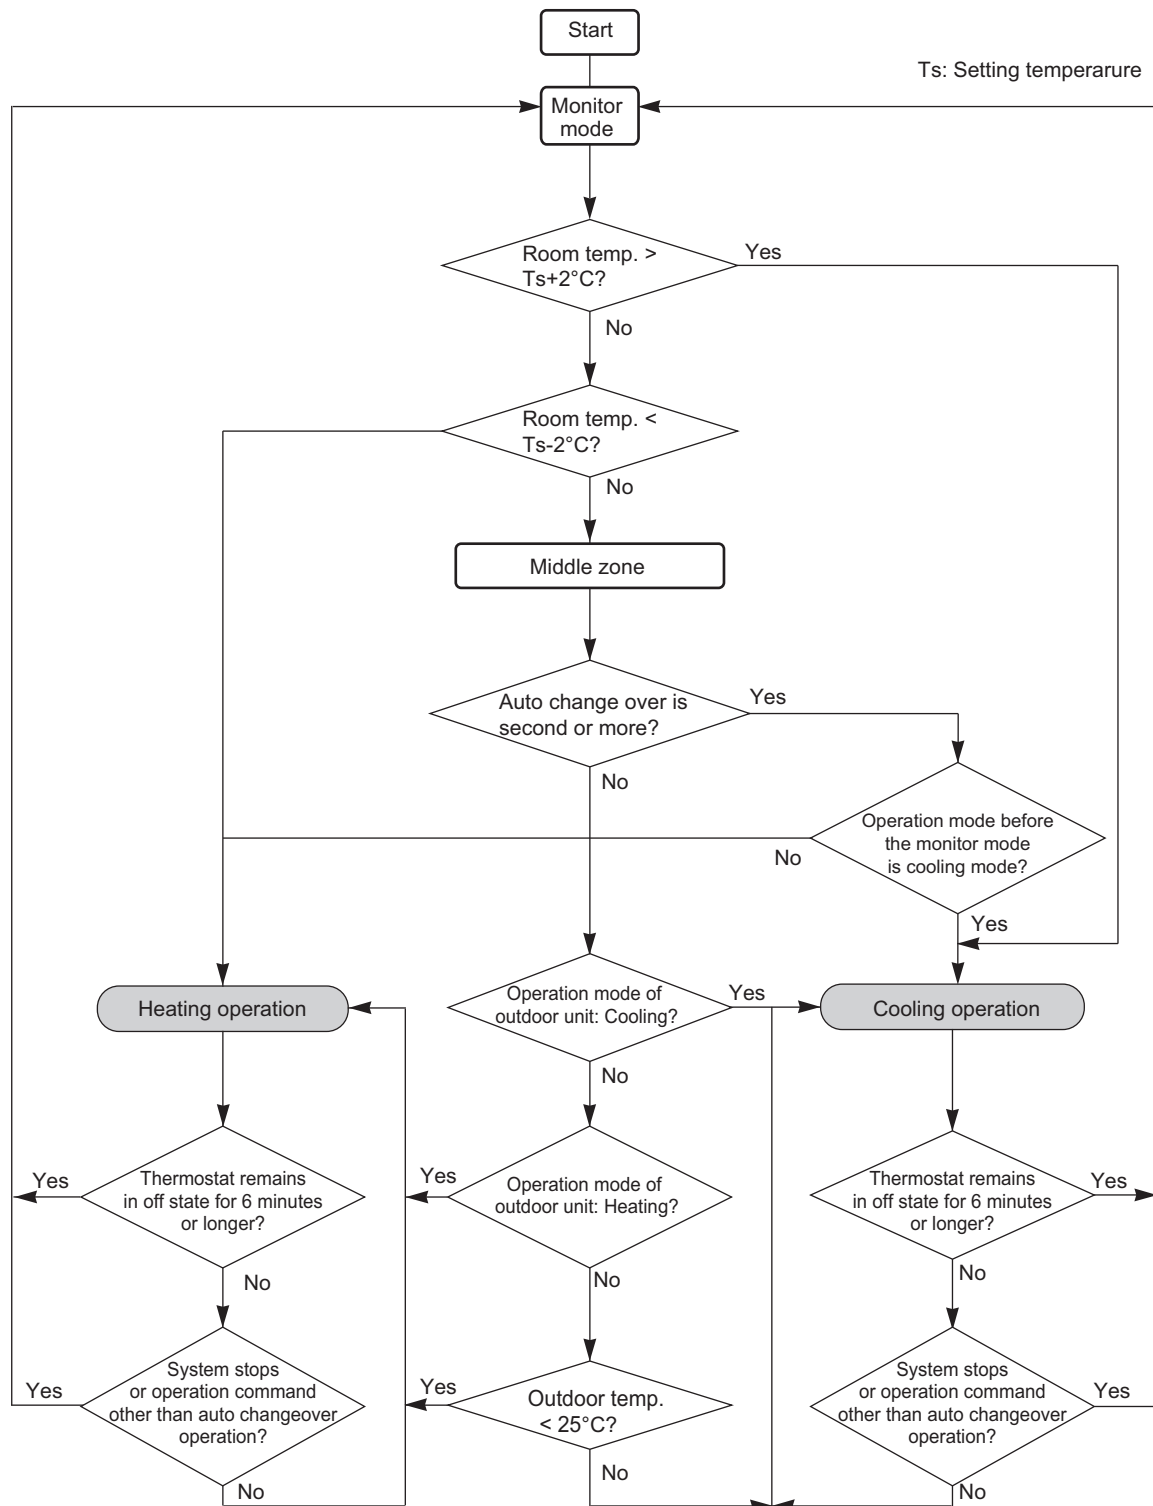 Start
Ts: Setting temperarure
Monitor
mode
Room temp. >
Ts+2°C?
Yes
No
Room temp. <
Ts-2°C?
No
Middle zone
Auto change over is
second or more?
Yes
No
Operation mode before
the monitor mode
is cooling mode?
No
Yes
Heating operation
Operation mode of
outdoor unit: Cooling?
Yes
Cooling operation
No
Thermostat remains
in off state for 6 minutes
or longer?
Yes
No
Operation mode of
outdoor unit: Heating?
Yes
No
Thermostat remains
in off state for 6 minutes
or longer?
Yes
No
System stops
or operation command
other than auto changeover
operation?
Yes
No
Outdoor temp.
< 25°C?
Yes
No
System stops
or operation command
other than auto changeover
operation?
Yes
No